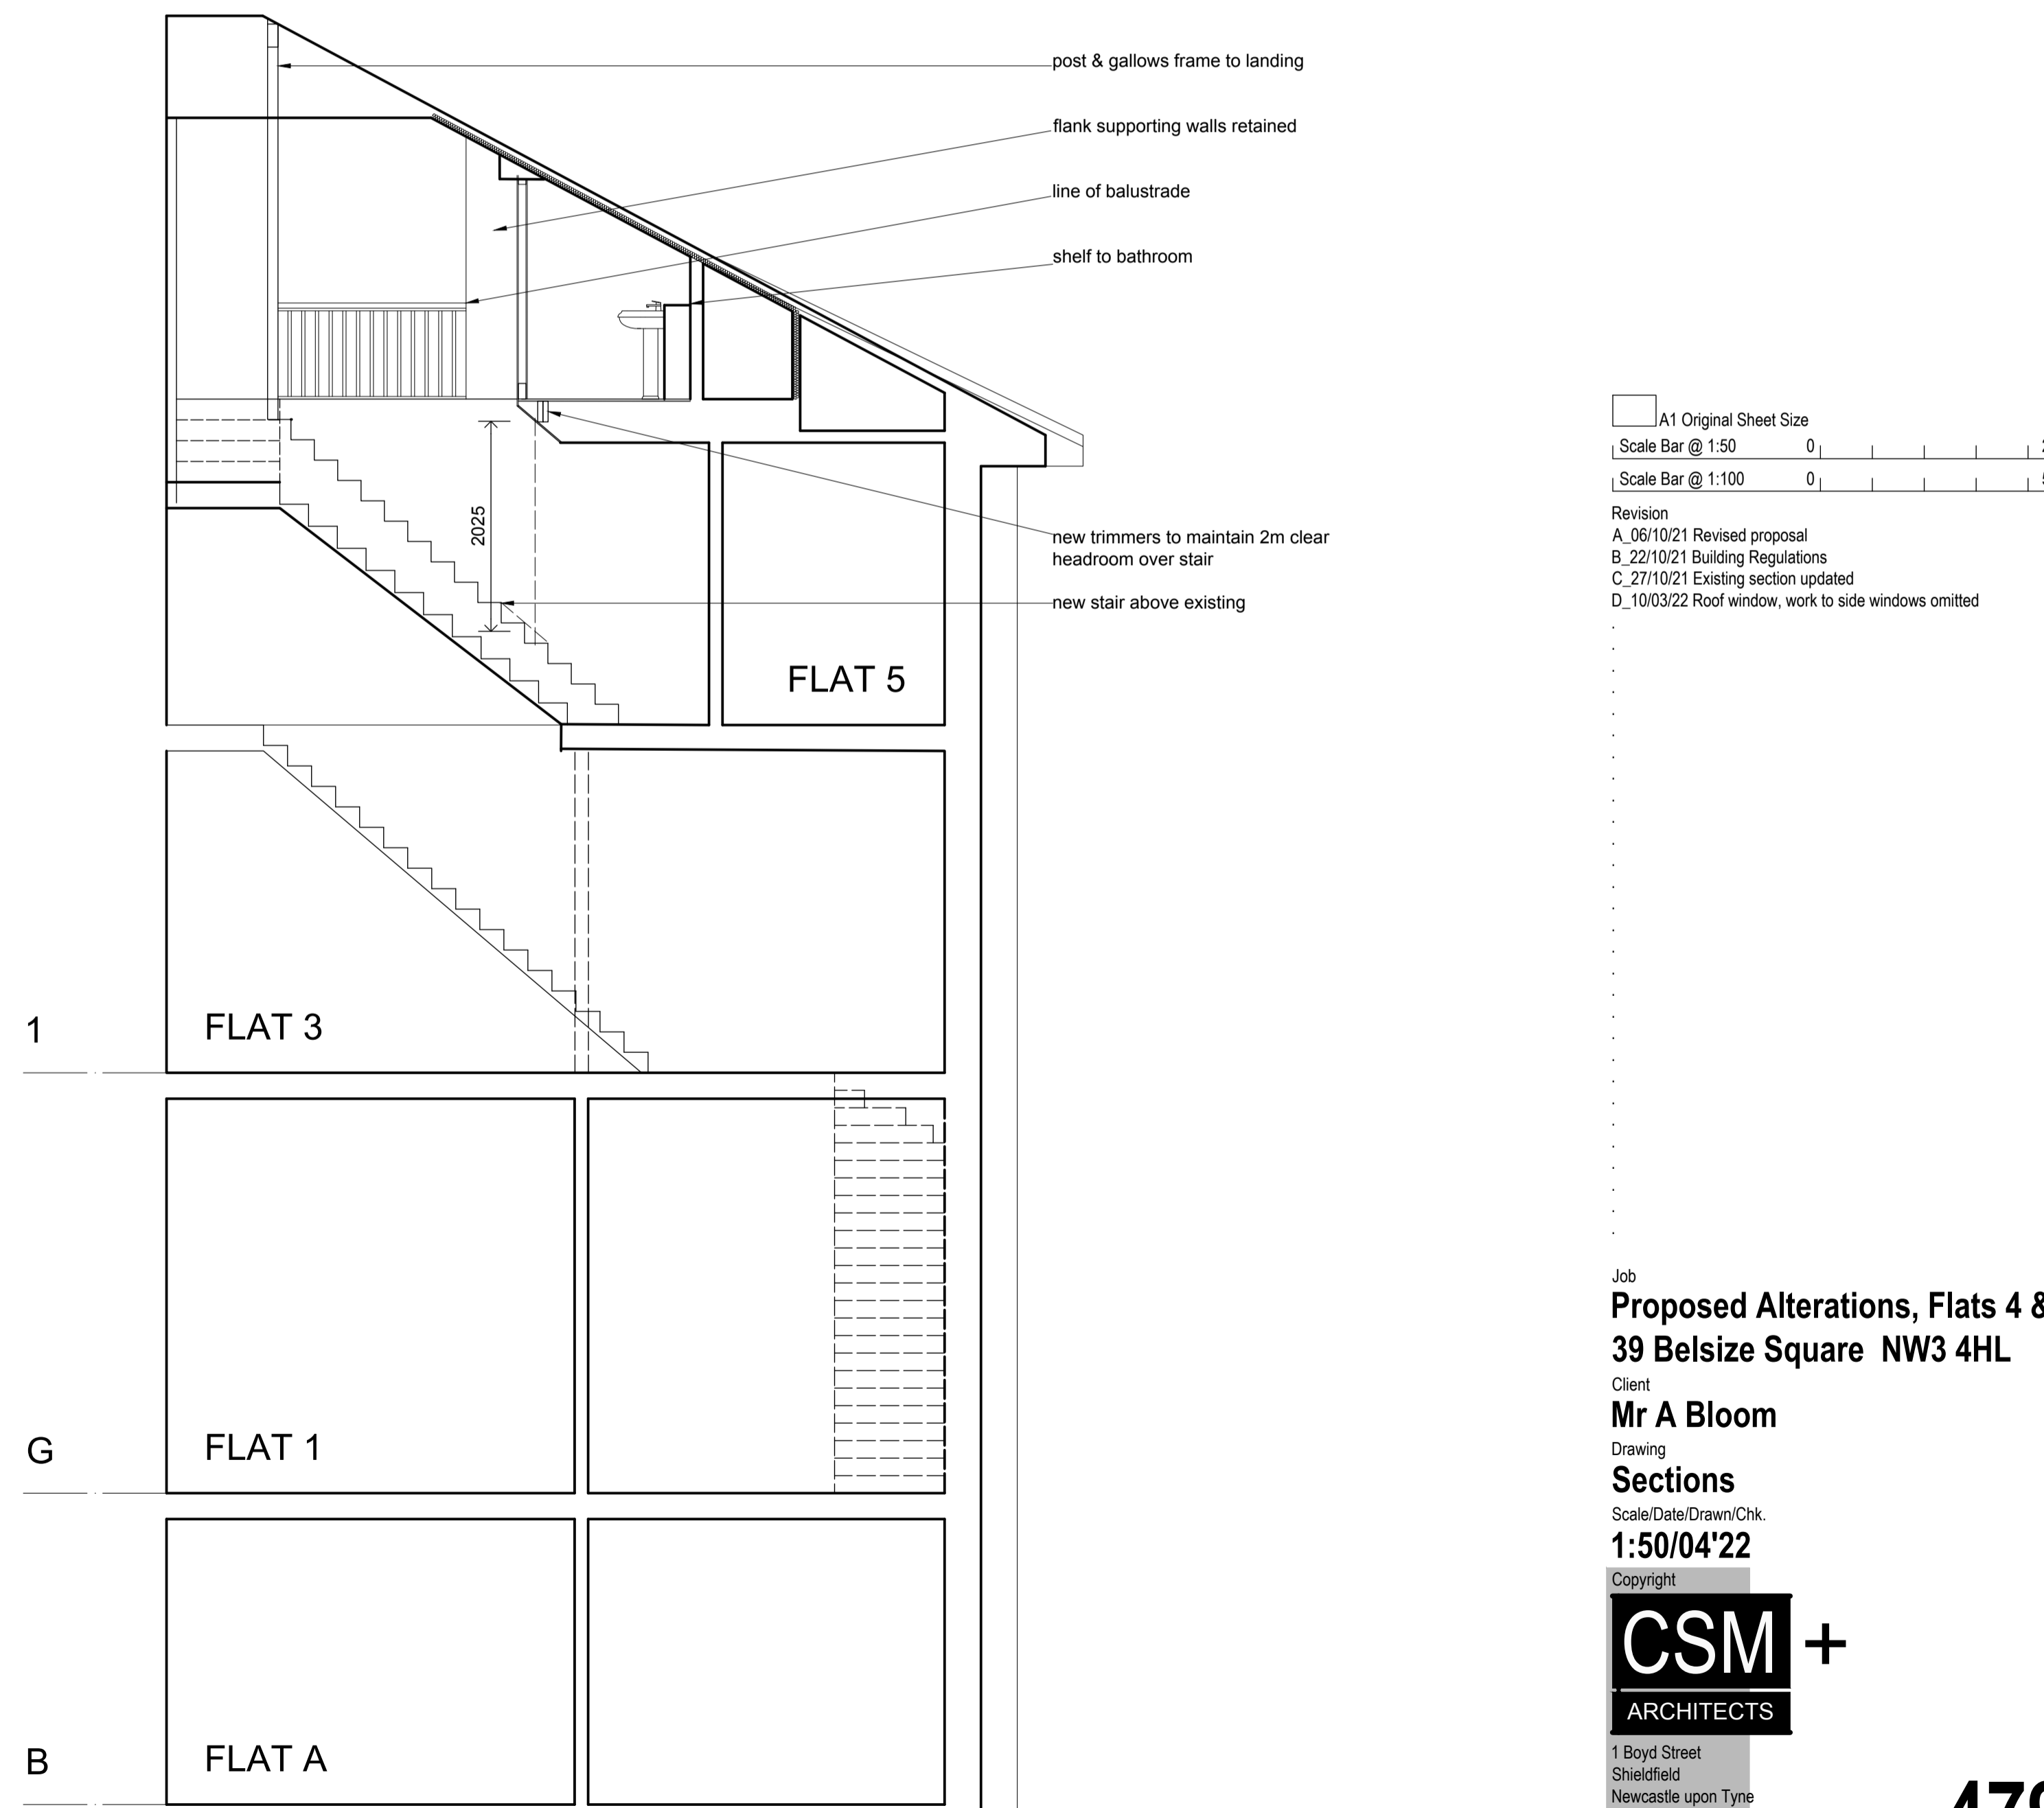 post & gallows frame to landing
flank supporting walls retained
line of balustrade
shelf to bathroom
2025
new trimmers to maintain 2m clear
headroom over stair
new stair above existing
FLAT 5
1
FLAT 3
G
FLAT 1
B
FLAT A
A1 Original Sheet Size
Scale Bar @ 1:50 0
Scale Bar @ 1:100 0
Revision
A_06/10/21 Revised proposal
B_22/10/21 Building Regulations
C_27/10/21 Existing section updated
D_10/03/22 Roof window, work to side windows omitted
Job
Proposed Alterations, Flats 4 &
39 Belsize Square NW3 4HL
Client
Mr A Bloom
Drawing
Sections
Scale/Date/Drawn/Chk.
1:50/04'22
Copyright
CSM +
ARCHITECTS
1 Boyd Street
Shieldfield
Newcastle upon Tyne